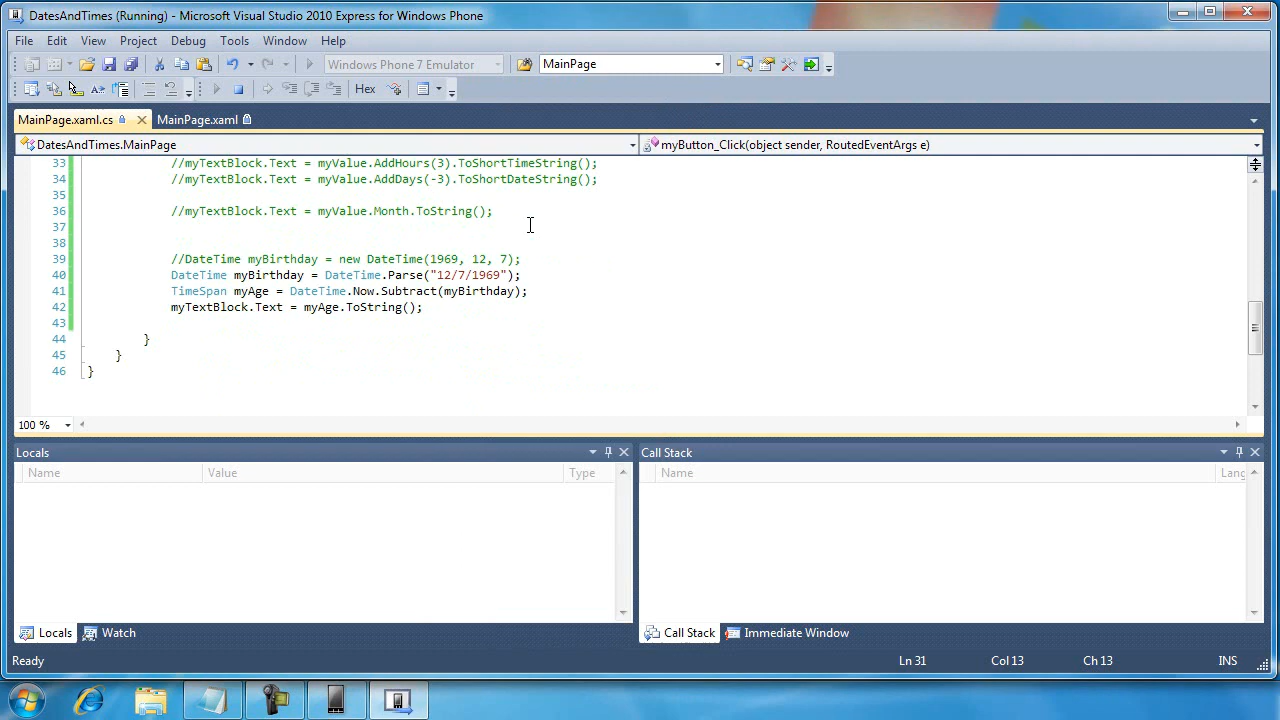 DatesAndTimes (Running) - Microsoft Visual Studio 2010 Express for Windows Phone
File Edit View Project Debug Tools Window Help
Windows Phone 7 Emulator MainPage
Hex
MainPage.xaml.cs MainPage.xaml
DatesAndTimes.MainPage myButton_Click(object sender, RoutedEventArgs e)
33 //myTextBlock.Text = myValue.AddHours(3).ToShortTimeString();
34 //myTextBlock.Text = myValue.AddDays(-3).ToShortDateString();
35
36 //myTextBlock.Text = myValue.Month.ToString();
37
38
39 //DateTime myBirthday = new DateTime(1969, 12, 7);
40 DateTime myBirthday = DateTime.Parse("12/7/1969");
41 TimeSpan myAge = DateTime.Now.Subtract(myBirthday);
42 myTextBlock.Text = myAge.ToString();
43
44 }
45 }
46 }
100 %
Locals Call Stack
Name Value Type Name Lang
Locals Watch Call Stack Immediate Window
Ready Ln 31 Col 13 Ch 13 INS